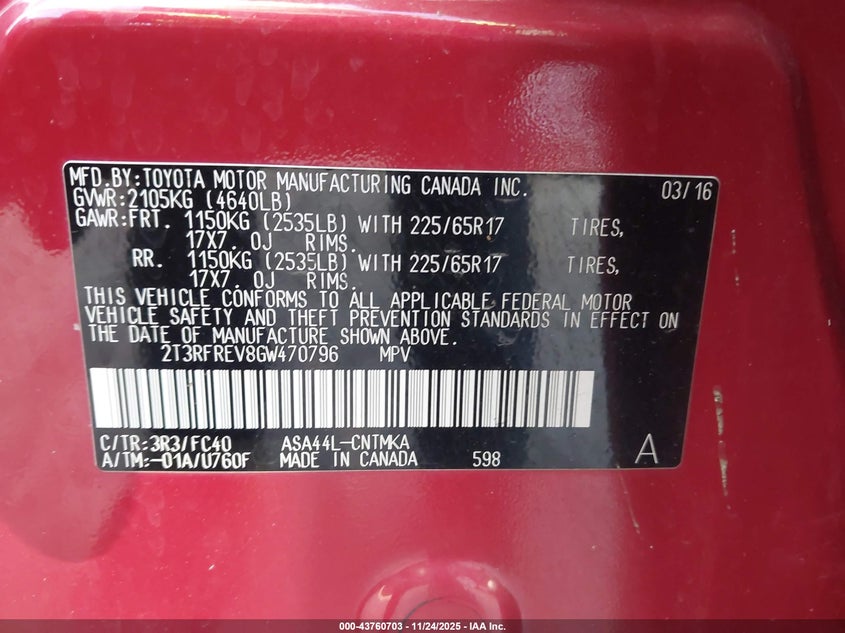 MFD.BY:TOYOTA MOTOR MANUFACTURING CANADA INC. 03/16
GVWR:2105KG (4640LB)
GAWR:FRT. 1150KG (2535LB) WITH 225/65R17 TIRES,
17X7. 0J RIMS.
RR. 1150KG (2535LB) WITH 225/65R17 TIRES,
17X7. 0J RIMS.
THIS VEHICLE CONFORMS TO ALL APPLICABLE FEDERAL MOTOR
VEHICLE SAFETY AND THEFT PREVENTION STANDARDS IN EFFECT ON
THE DATE OF MANUFACTURE SHOWN ABOVE.
2T3RFREV8GW470796 MPV
C/TR:3R3/FC40 ASA44L-CNTMKA
A/TM:-01A/U760F MADE IN CANADA 598 A
000-43760703 - 11/24/2025 - IAA Inc.